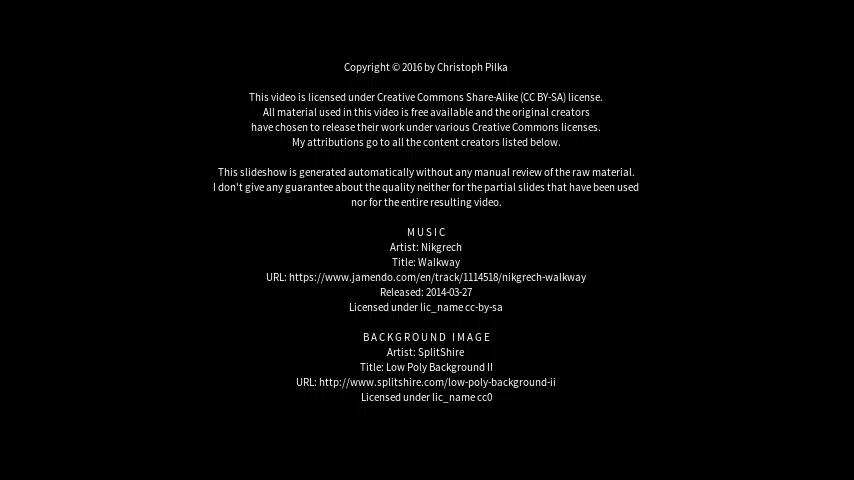 Copyright © 2016 by Christoph Pilka
This video is licensed under Creative Commons Share-Alike (CC BY-SA) license.
All material used in this video is free available and the original creators
have chosen to release their work under various Creative Commons licenses.
My attributions go to all the content creators listed below.
This slideshow is generated automatically without any manual review of the raw material.
I don't give any guarantee about the quality neither for the partial slides that have been used
nor for the entire resulting video.
M U S I C
Artist: Nikgrech
Title: Walkway
URL: https://www.jamendo.com/en/track/1114518/nikgrech-walkway
Released: 2014-03-27
Licensed under lic_name cc-by-sa
B A C K G R O U N D   I M A G E
Artist: SplitShire
Title: Low Poly Background II
URL: http://www.splitshire.com/low-poly-background-ii
Licensed under lic_name cc0